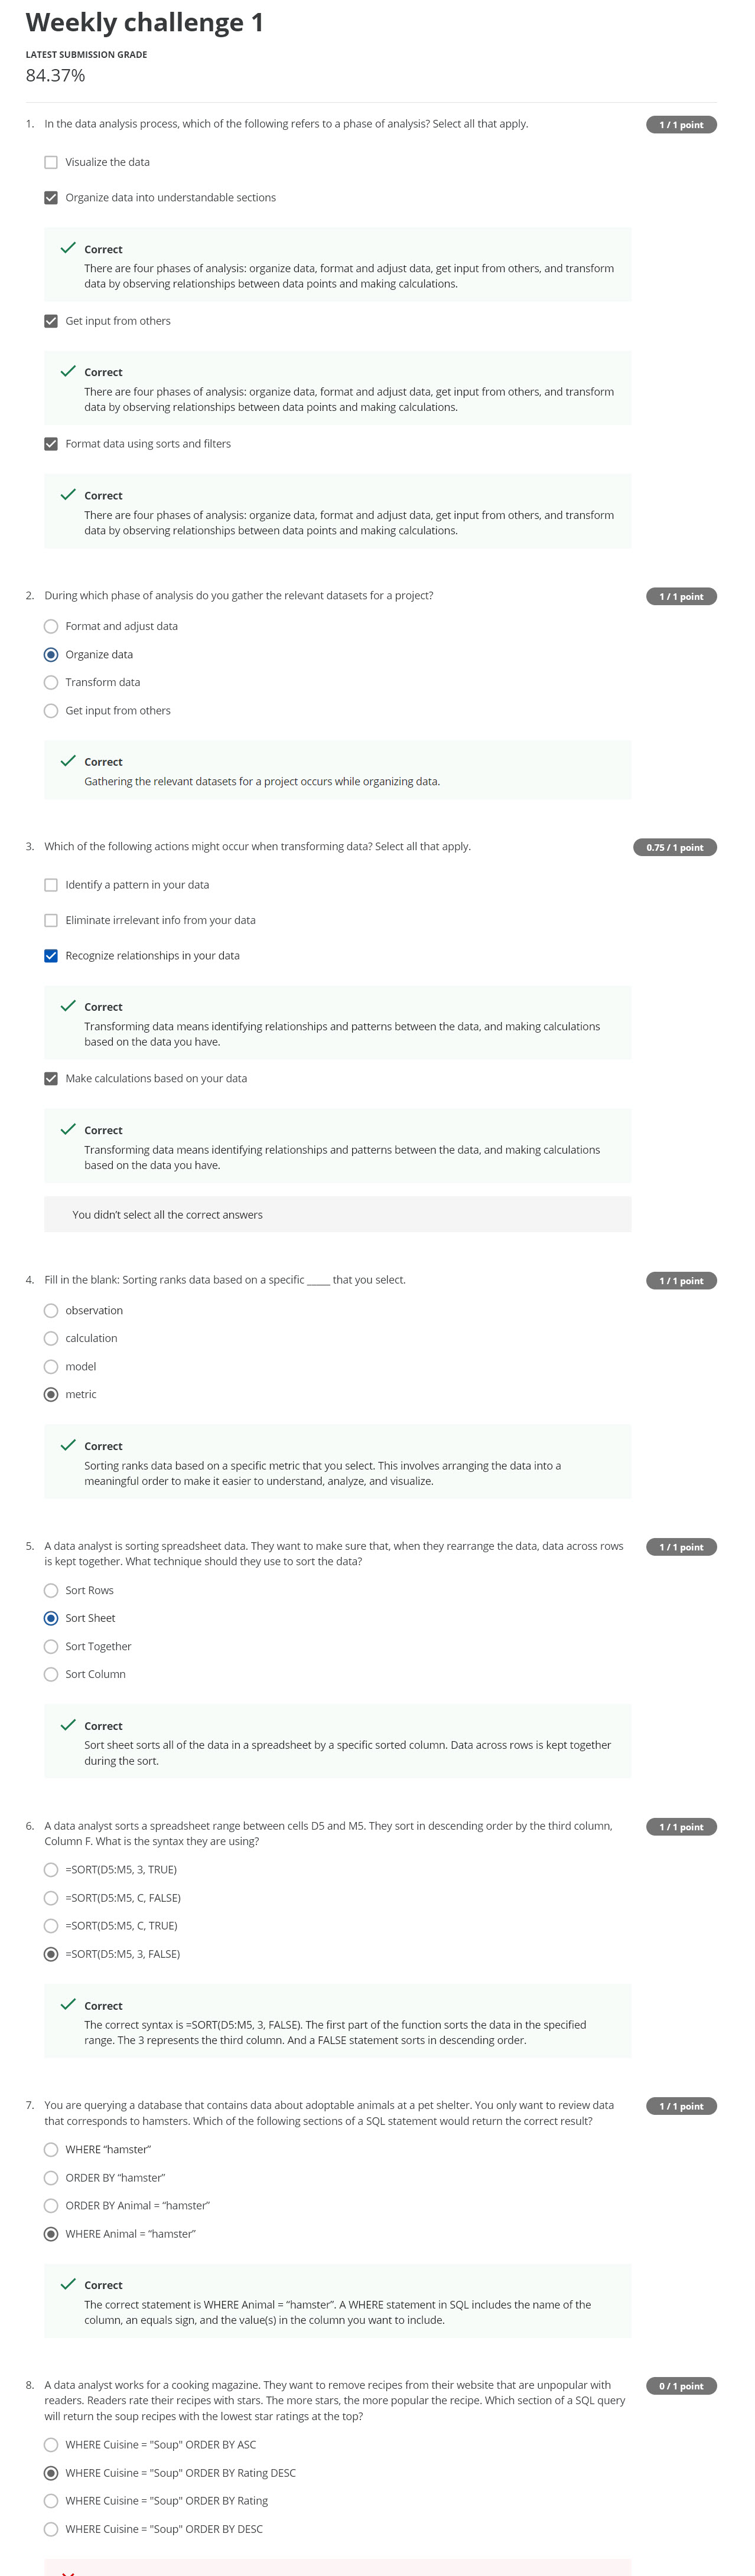 Weekly challenge 1
LATEST SUBMISSION GRADE
84.37%
1. In the data analysis process, which of the following refers to a phase of analysis? Select all that apply.
1 / 1 point
Visualize the data
Organize data into understandable sections
Correct
There are four phases of analysis: organize data, format and adjust data, get input from others, and transform
data by observing relationships between data points and making calculations.
Get input from others
Correct
There are four phases of analysis: organize data, format and adjust data, get input from others, and transform
data by observing relationships between data points and making calculations.
Format data using sorts and filters
Correct
There are four phases of analysis: organize data, format and adjust data, get input from others, and transform
data by observing relationships between data points and making calculations.
2. During which phase of analysis do you gather the relevant datasets for a project?
1 / 1 point
Format and adjust data
Organize data
Transform data
Get input from others
Correct
Gathering the relevant datasets for a project occurs while organizing data.
3. Which of the following actions might occur when transforming data? Select all that apply.
0.75 / 1 point
Identify a pattern in your data
Eliminate irrelevant info from your data
Recognize relationships in your data
Correct
Transforming data means identifying relationships and patterns between the data, and making calculations
based on the data you have.
Make calculations based on your data
Correct
Transforming data means identifying relationships and patterns between the data, and making calculations
based on the data you have.
You didn’t select all the correct answers
4. Fill in the blank: Sorting ranks data based on a specific _____ that you select.
1 / 1 point
observation
calculation
model
metric
Correct
Sorting ranks data based on a specific metric that you select. This involves arranging the data into a
meaningful order to make it easier to understand, analyze, and visualize.
5. A data analyst is sorting spreadsheet data. They want to make sure that, when they rearrange the data, data across rows
is kept together. What technique should they use to sort the data?
1 / 1 point
Sort Rows
Sort Sheet
Sort Together
Sort Column
Correct
Sort sheet sorts all of the data in a spreadsheet by a specific sorted column. Data across rows is kept together
during the sort.
6. A data analyst sorts a spreadsheet range between cells D5 and M5. They sort in descending order by the third column,
Column F. What is the syntax they are using?
1 / 1 point
=SORT(D5:M5, 3, TRUE)
=SORT(D5:M5, C, FALSE)
=SORT(D5:M5, C, TRUE)
=SORT(D5:M5, 3, FALSE)
Correct
The correct syntax is =SORT(D5:M5, 3, FALSE). The first part of the function sorts the data in the specified
range. The 3 represents the third column. And a FALSE statement sorts in descending order.
7. You are querying a database that contains data about adoptable animals at a pet shelter. You only want to review data
that corresponds to hamsters. Which of the following sections of a SQL statement would return the correct result?
1 / 1 point
WHERE “hamster”
ORDER BY “hamster”
ORDER BY Animal = “hamster”
WHERE Animal = “hamster”
Correct
The correct statement is WHERE Animal = “hamster”. A WHERE statement in SQL includes the name of the
column, an equals sign, and the value(s) in the column you want to include.
8. A data analyst works for a cooking magazine. They want to remove recipes from their website that are unpopular with
readers. Readers rate their recipes with stars. The more stars, the more popular the recipe. Which section of a SQL query
will return the soup recipes with the lowest star ratings at the top?
0 / 1 point
WHERE Cuisine = "Soup" ORDER BY ASC
WHERE Cuisine = "Soup" ORDER BY Rating DESC
WHERE Cuisine = "Soup" ORDER BY Rating
WHERE Cuisine = "Soup" ORDER BY DESC